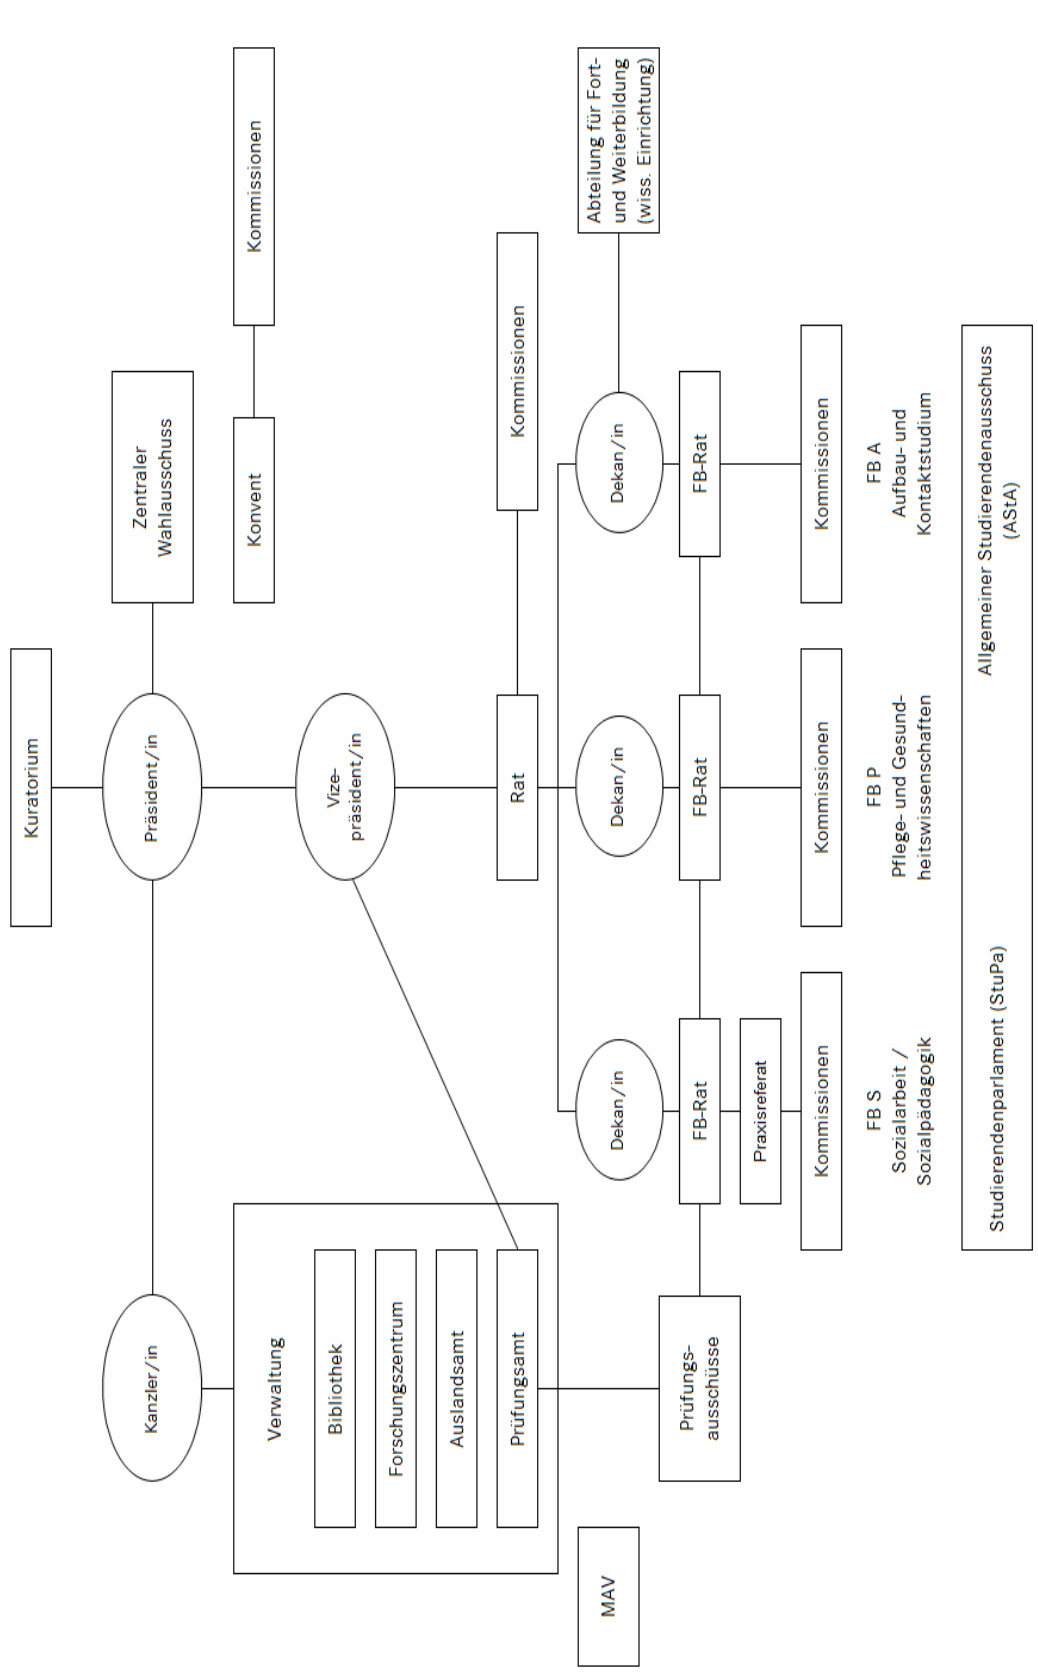 Kuratorium
Kanzler/in
Präsident/in
Zentraler
Wahlausschuss
Verwaltung
Konvent
Kommissionen
Bibliothek
Vize-
präsident/in
Forschungszentrum
Auslandsamt
Prüfungsamt
Rat
Kommissionen
MAV
Dekan/in
Dekan/in
Dekan/in
Abteilung für Fort-
und Weiterbildung
(wiss. Einrichtung)
Prüfungs-
ausschüsse
FB-Rat
FB-Rat
FB-Rat
Praxisreferat
Kommissionen
Kommissionen
Kommissionen
FB S
Sozialarbeit /
Sozialpädagogik
FB P
Pflege- und Gesund-
heitswissenschaften
FB A
Aufbau- und
Kontaktstudium
Studierendenparlament (StuPa)
Allgemeiner Studierendenausschuss
(AStA)